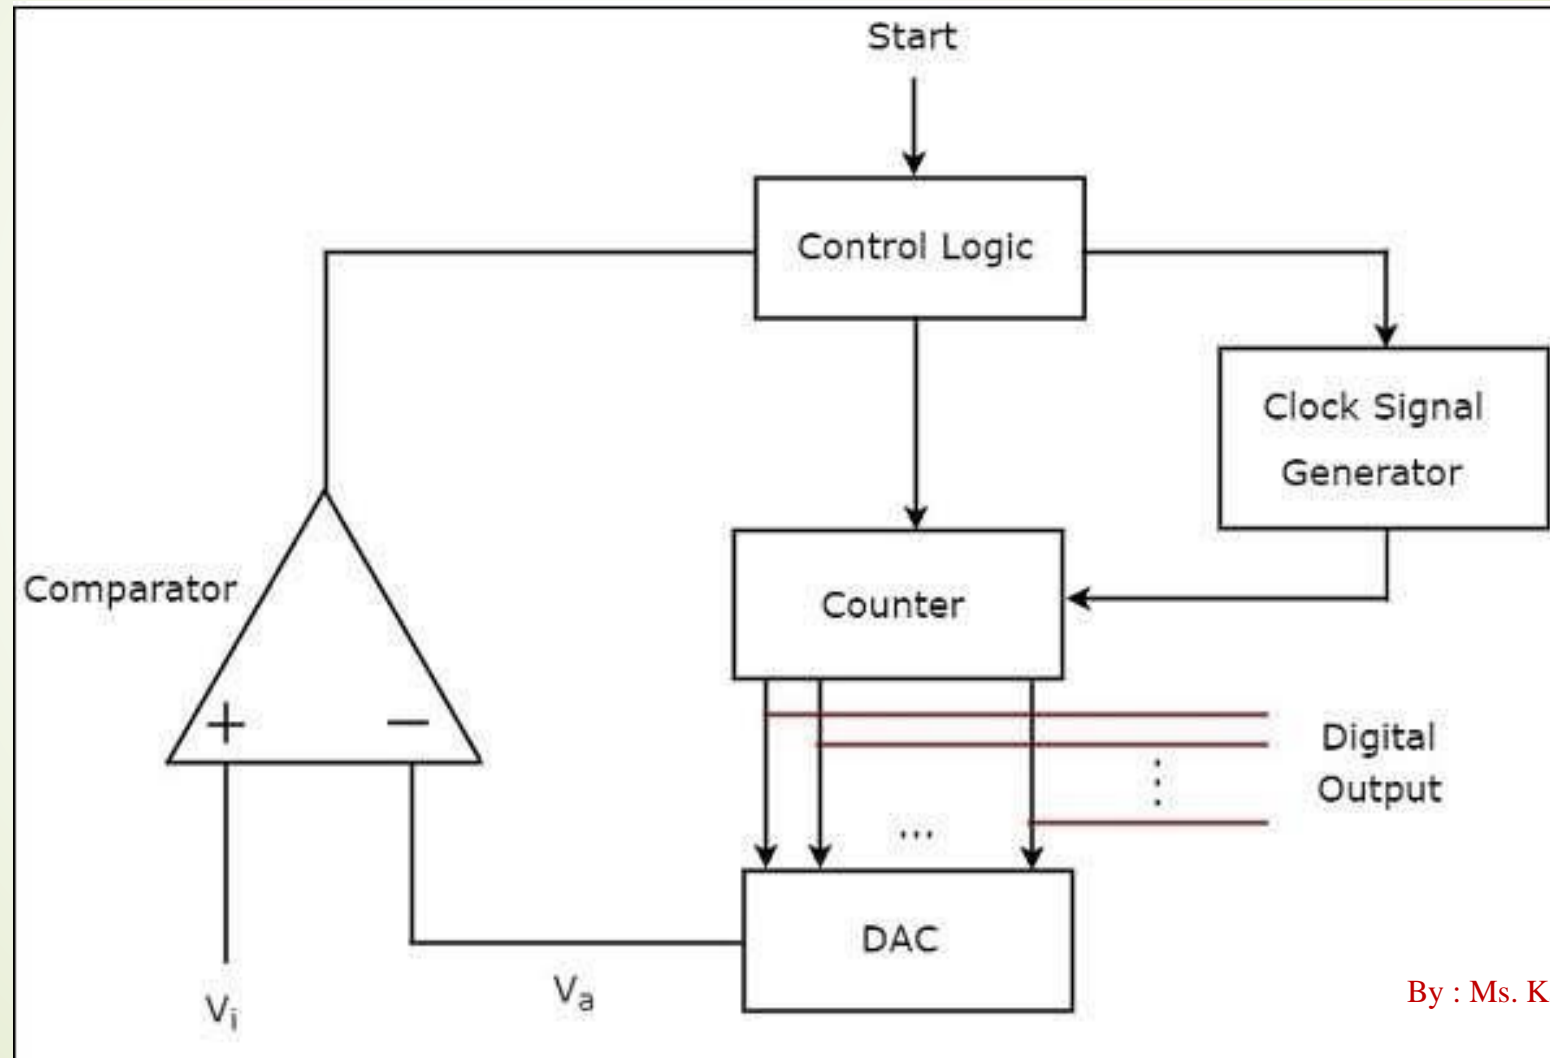 Start
Control Logic
Clock Signal
Generator
Comparator
Counter
+
−
Digital
Output
...
DAC
Va
Vi
By : Ms. K